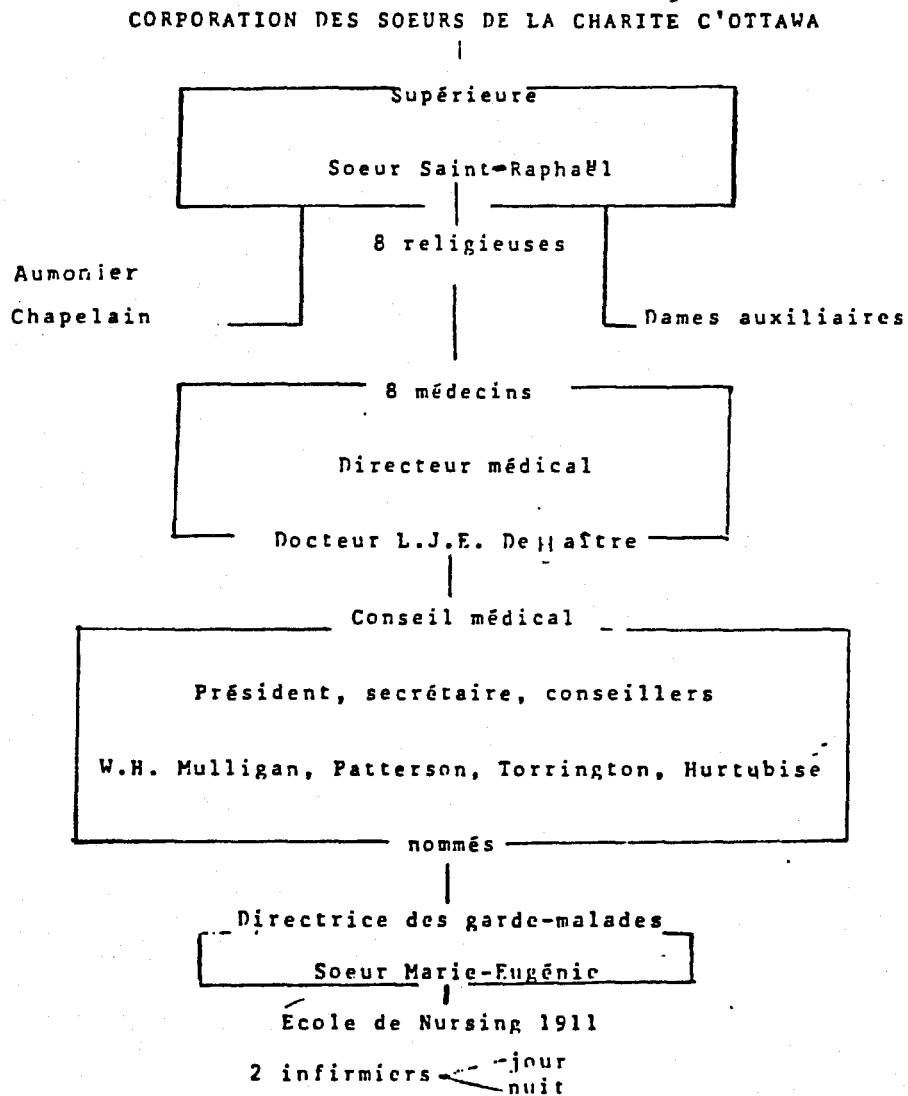 CORPORATION DES SOEURS DE LA CHARITE C'OTTAWA
Supérieure
Soeur Saint-Raphaël
8 religieuses
Aumonier
Chapelain
Dames auxiliaires
8 médecins
Directeur médical
Docteur L.J.E.
Conseil médical
Président, secrétaire, conseillers
W.H. Mulligan, Patterson, Torrington, Hurtubise
nommés
Directrice des garde-malades
Soeur Marie-Eugénie
École de Nursing 1911
2 infirmiers
jour
nuit